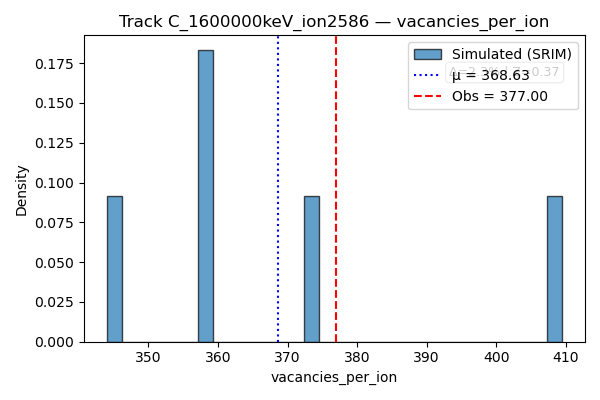 Track C_1600000keV_ion2586 — vacancies_per_ion
Simulated (SRIM)
μ = 368.63
Obs = 377.00
Density
0.175
0.150
0.125
0.100
0.075
0.050
0.025
0.000
350
360
370
380
390
400
410
vacancies_per_ion